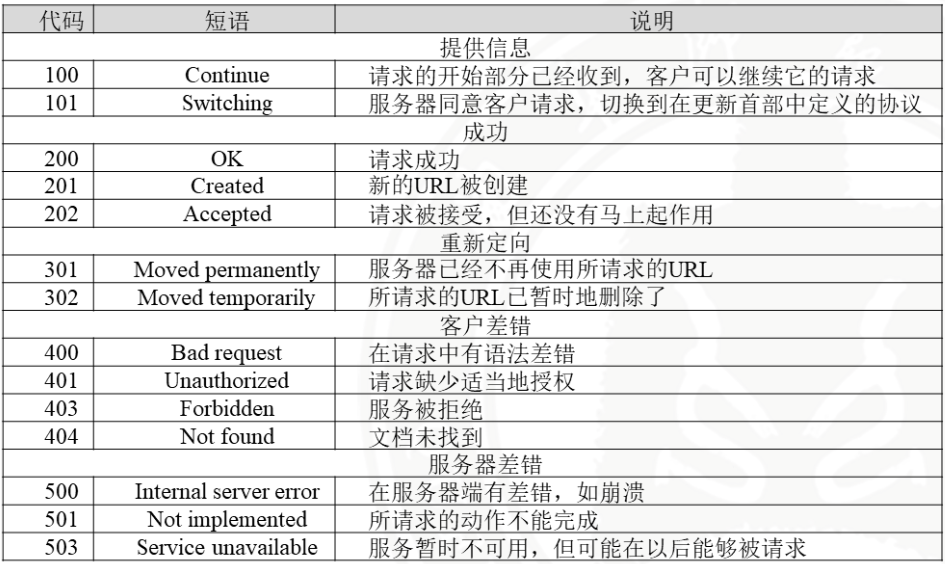 代码 短语 说明
提供信息
100 Continue 请求的开始部分已经收到，客户可以继续它的请求
101 Switching 服务器同意客户请求，切换到在更新首部中定义的协议
成功
200 OK 请求成功
201 Created 新的URL被创建
202 Accepted 请求被接受，但还没有马上起作用
重新定向
301 Moved permanently 服务器已经不再使用所请求的URL
302 Moved temporarily 所请求的URL已暂时地删除了
客户差错
400 Bad request 在请求中有语法差错
401 Unauthorized 请求缺少适当地授权
403 Forbidden 服务被拒绝
404 Not found 文档未找到
服务器差错
500 Internal server error 在服务器端有差错，如崩溃
501 Not implemented 所请求的动作不能完成
503 Service unavailable 服务暂时不可用，但可能在以后能够被请求